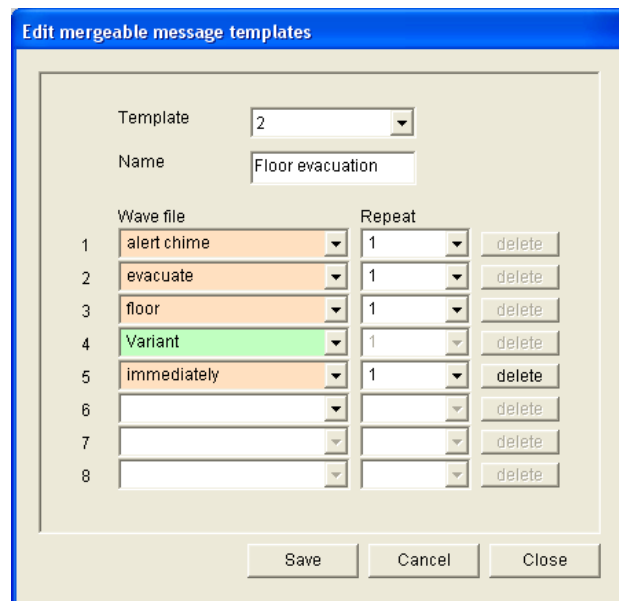 Edit mergeable message templates
Template 2
Name Floor evacuation
Wave file Repeat
1 alert chime 1 delete
2 evacuate 1 delete
3 floor 1 delete
4 Variant 1 delete
5 immediately 1 delete
6 delete
7 delete
8 delete
Save Cancel Close